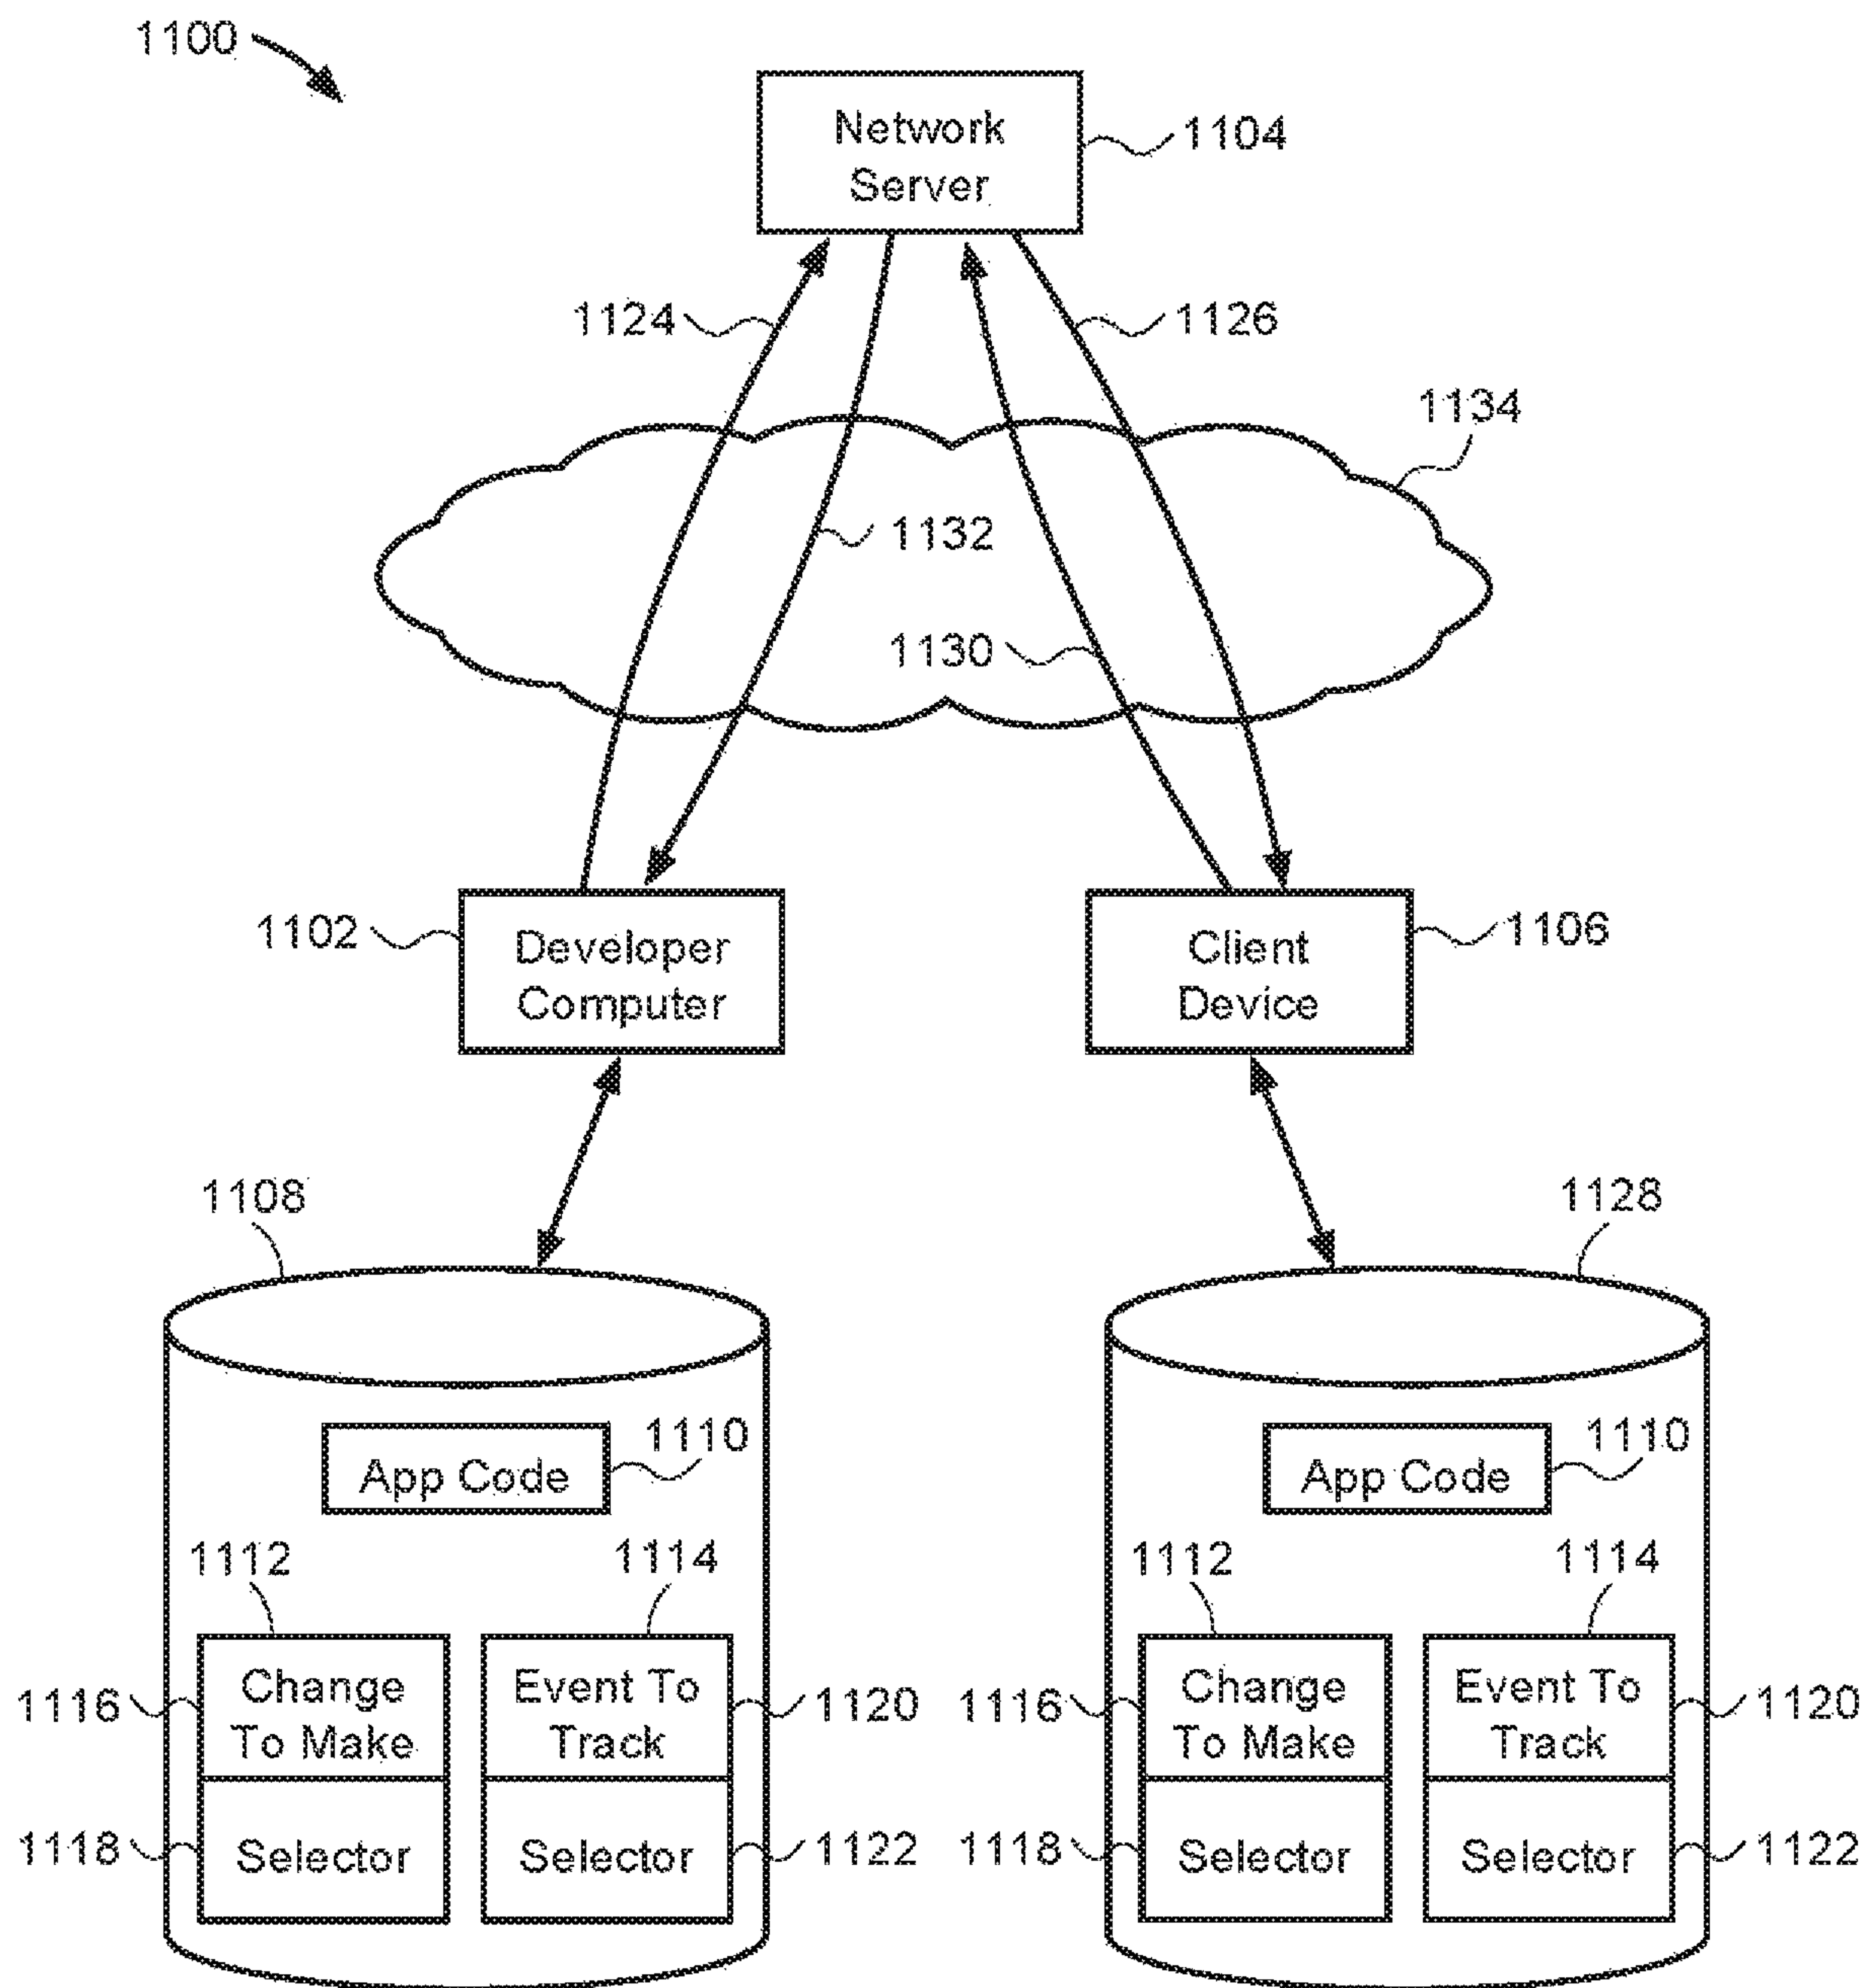 1100
Network
Server
1104
1124
1126
1134
1132
1130
1102
Developer
Computer
Client
Device
1106
1108
1128
App Code
1110
App Code
1110
1112
1114
1112
1114
Change
To Make
Event To
Track
1116
1120
Change
To Make
Event To
Track
1116
1120
1118
Selector
Selector
1122
1118
Selector
Selector
1122